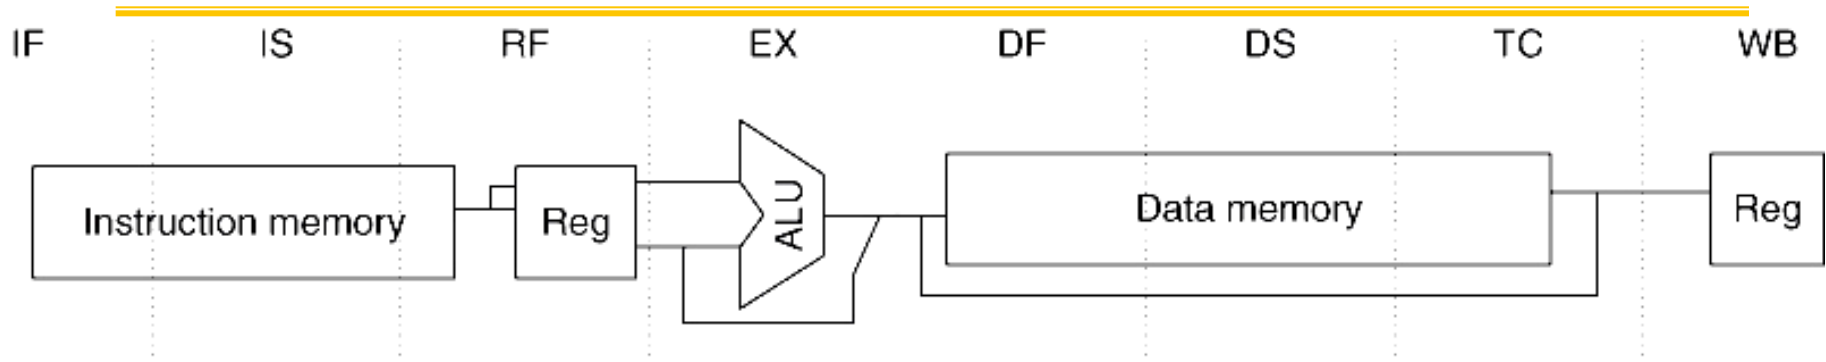 IF IS RF EX DF DS TC WB
Instruction memory Reg ALU Data memory Reg